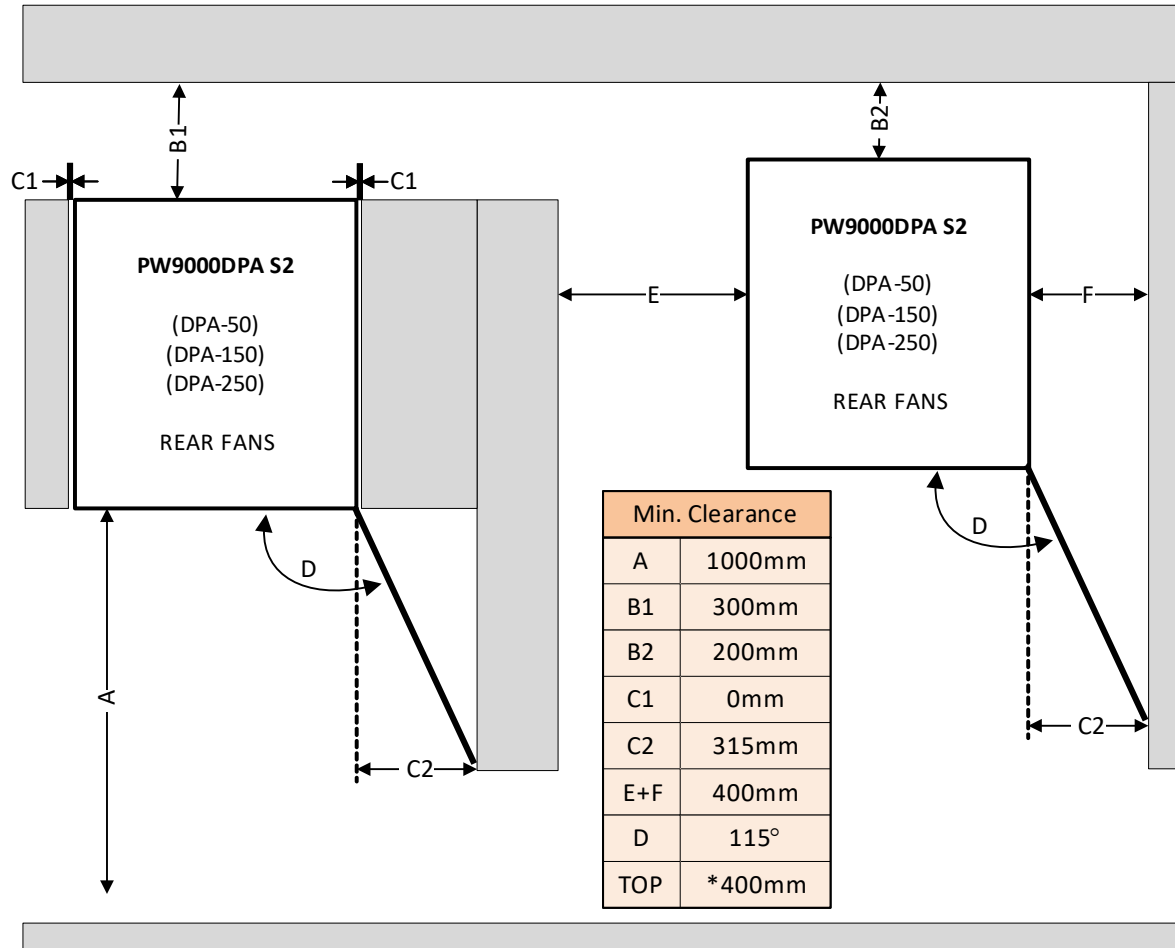 B1
B2
C1
C1
PW9000DPA S2
(DPA-50)
(DPA-150)
(DPA-250)
REAR FANS
E
PW9000DPA S2
(DPA-50)
(DPA-150)
(DPA-250)
REAR FANS
F
D
D
A
C2
C2
Min. Clearance
A 1000mm
B1 300mm
B2 200mm
C1 0mm
C2 315mm
E+F 400mm
D 115°
TOP *400mm